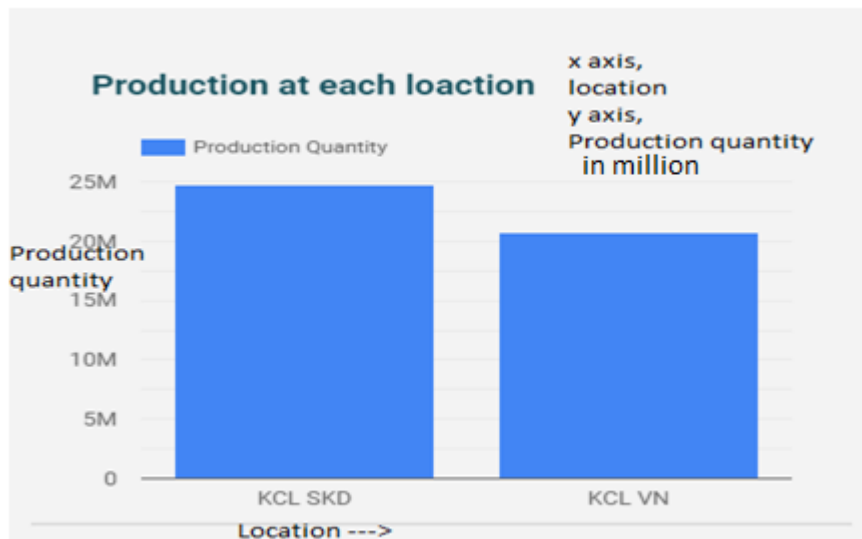 Production at each loaction
x axis,
location
y axis,
Production quantity
in million
Production Quantity
25M
20M
Production
quantity
15M
10M
5M
0
KCL SKD
KCL VN
Location --->